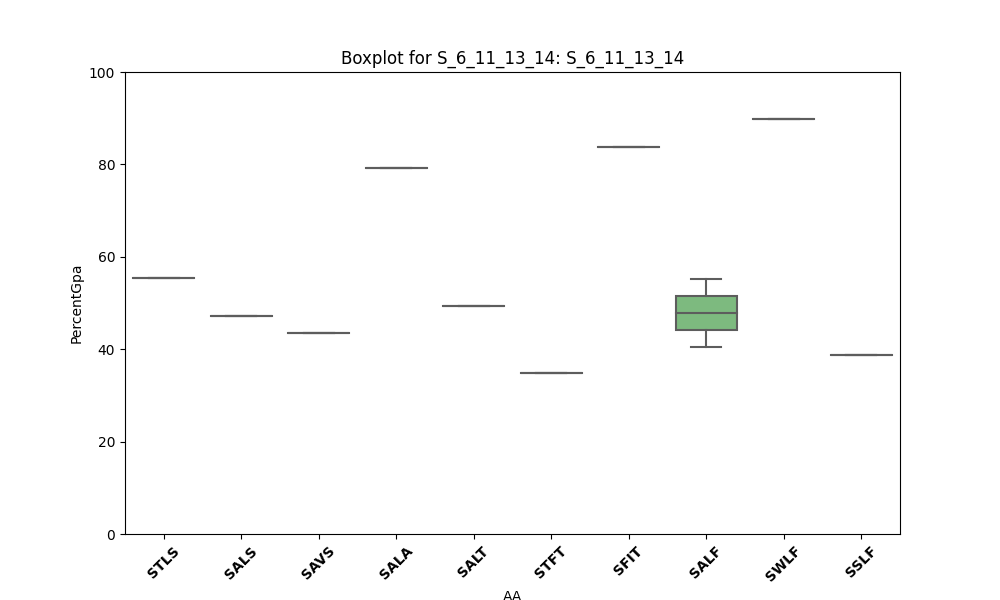 Boxplot for S_6_11_13_14: S_6_11_13_14
100
80
60
40
20
0
PercentGpa
STLS
SALS
SAVS
SALA
SALT
STFT
SFIT
SALF
SWLF
SSLF
AA